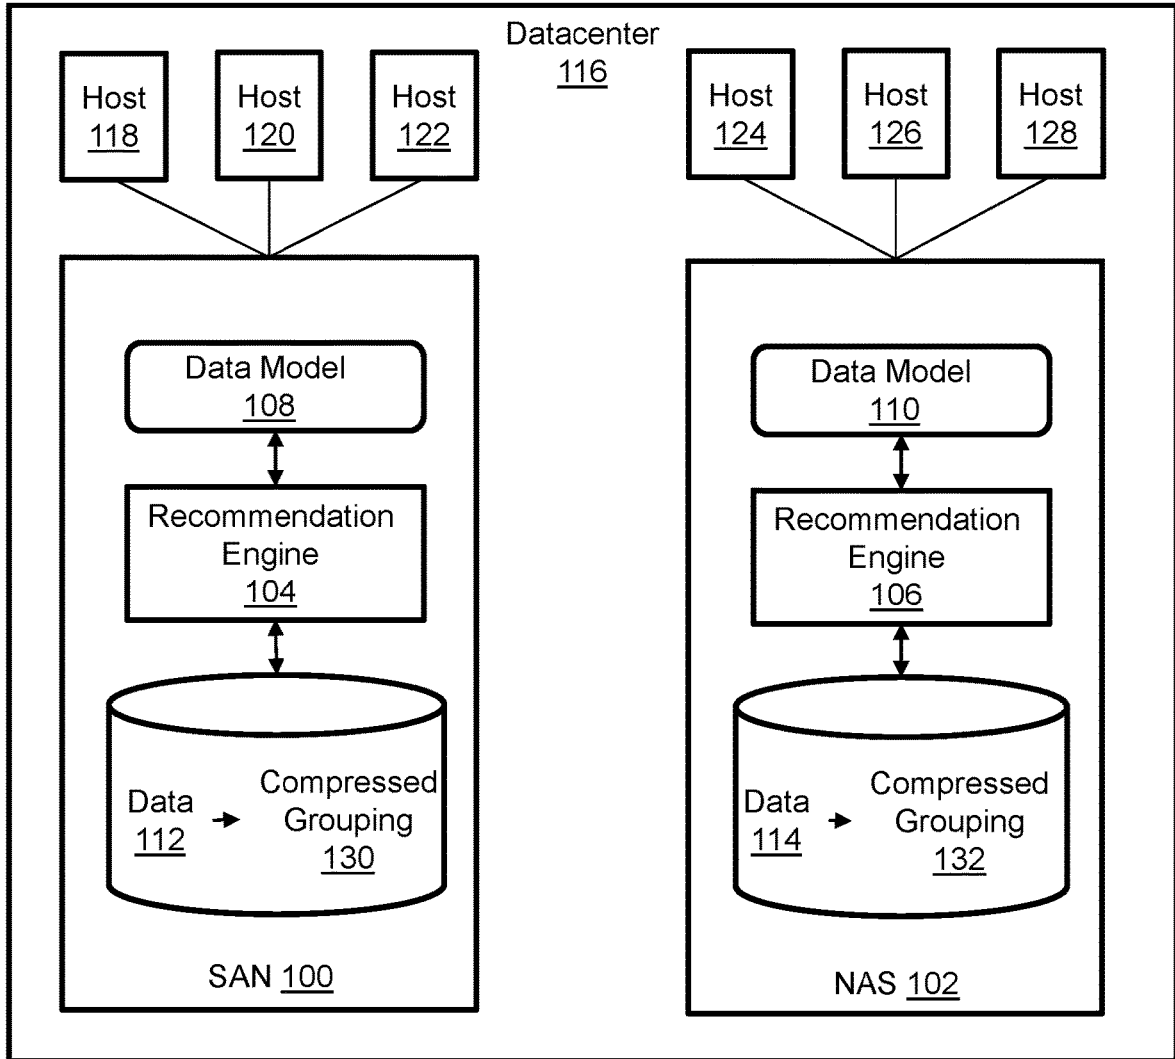 Datacenter
116
Host
118
Host
120
Host
122
Host
124
Host
126
Host
128
Data Model
108
Recommendation
Engine
104
Data
112
Compressed
Grouping
130
SAN 100
Data Model
110
Recommendation
Engine
106
Data
114
Compressed
Grouping
132
NAS 102